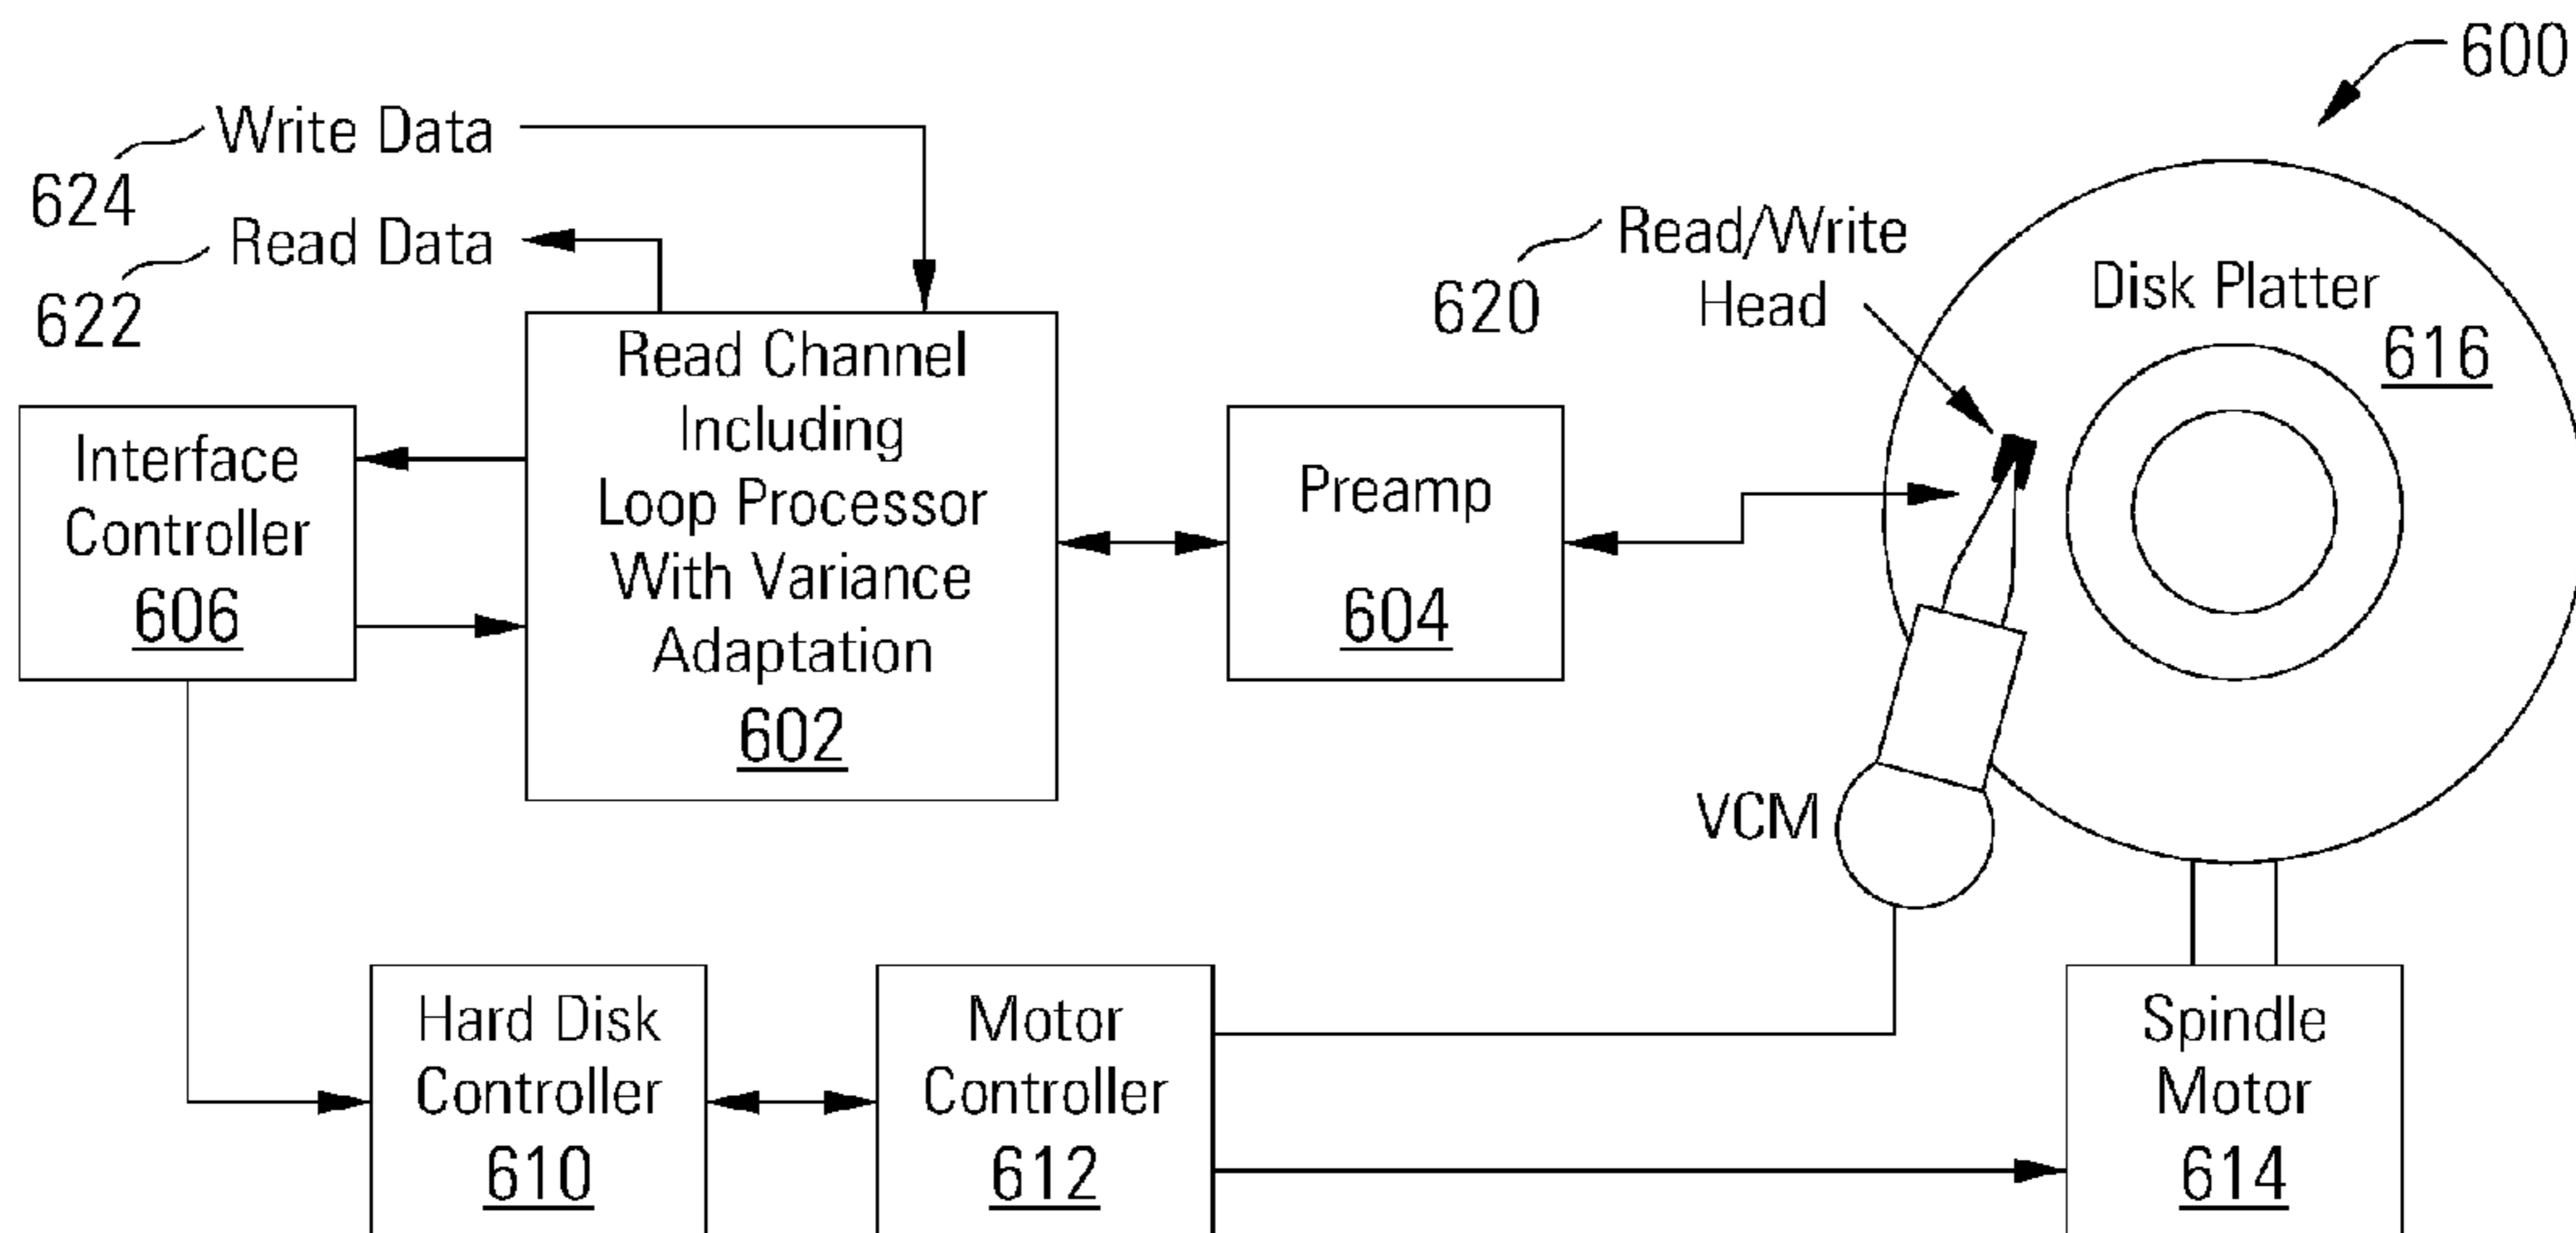 600
Write Data
624
Read Data
622
Read/Write
Head
620
Disk Platter
616
Read Channel
Including
Loop Processor
With Variance
Adaptation
602
Interface
Controller
606
Preamp
604
VCM
Hard Disk
Controller
610
Motor
Controller
612
Spindle
Motor
614